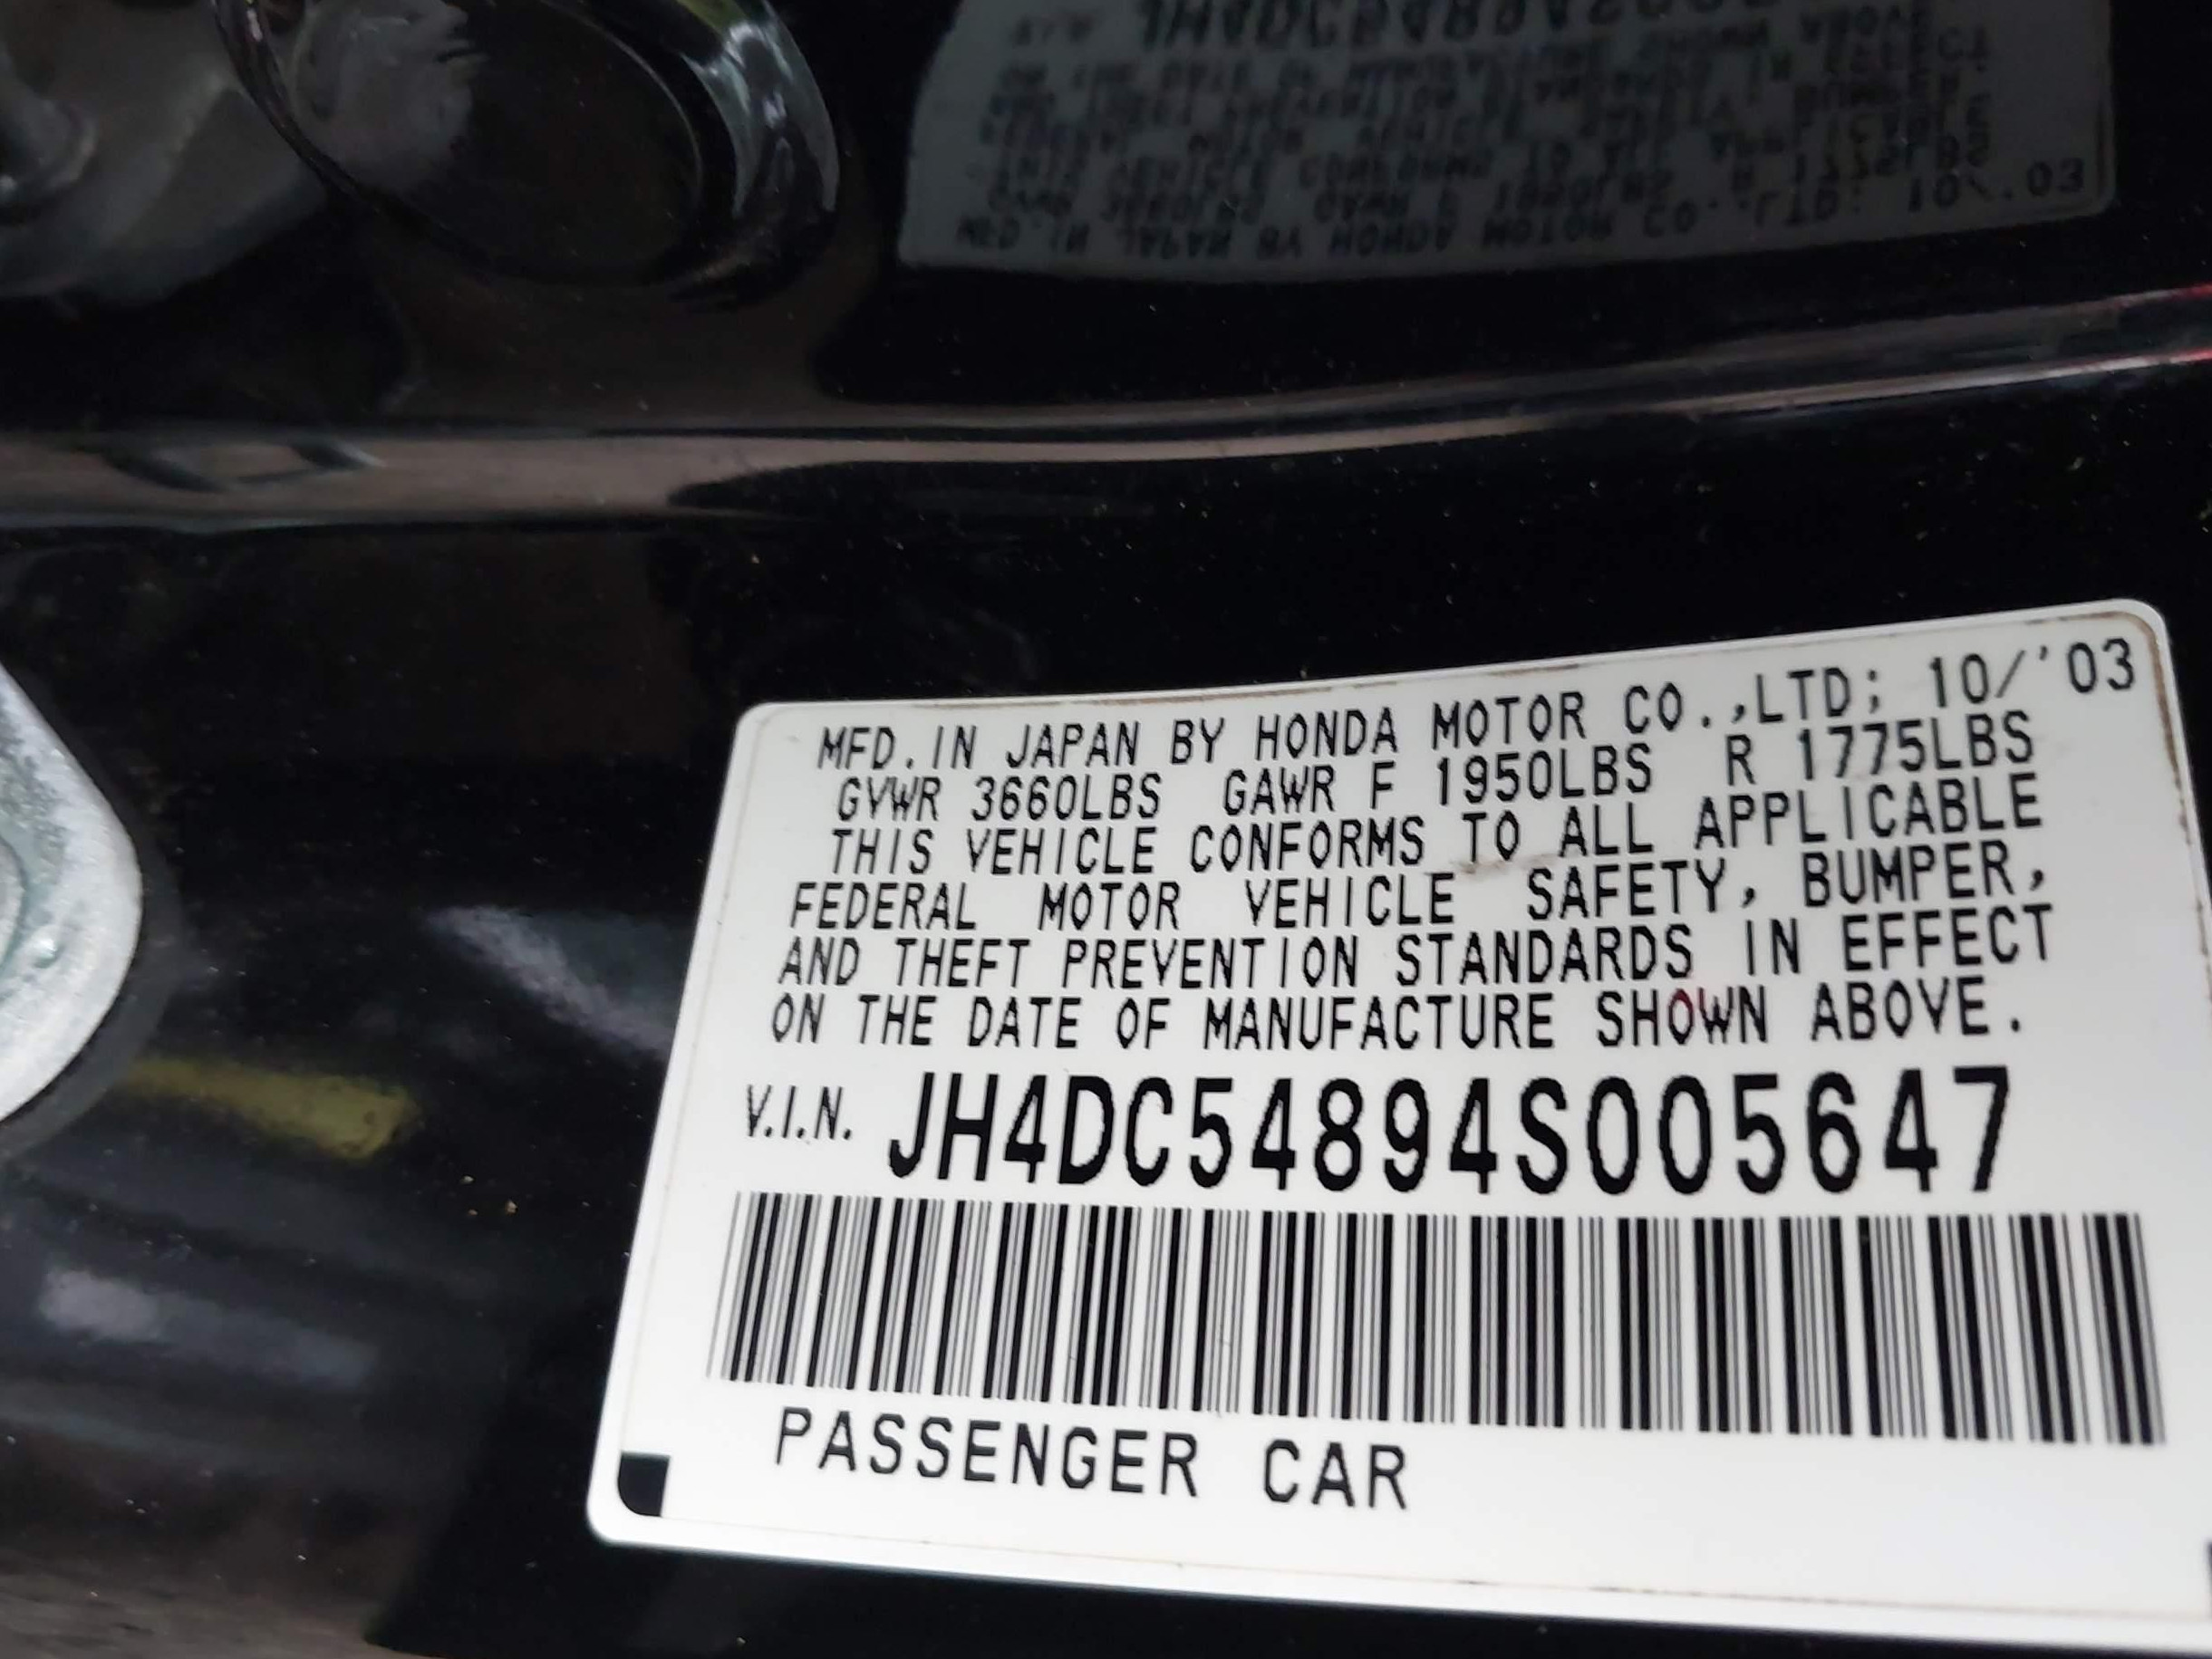 MFD. IN JAPAN BY HONDA MOTOR CO.,LTD; 10/'03
GVWR 3660LBS GAWR F 1950LBS R 1775LBS
THIS VEHICLE CONFORMS TO ALL APPLICABLE
FEDERAL MOTOR VEHICLE SAFETY, BUMPER,
AND THEFT PREVENTION STANDARDS IN EFFECT
ON THE DATE OF MANUFACTURE SHOWN ABOVE.
V.I.N. JH4DC54894S005647
PASSENGER CAR